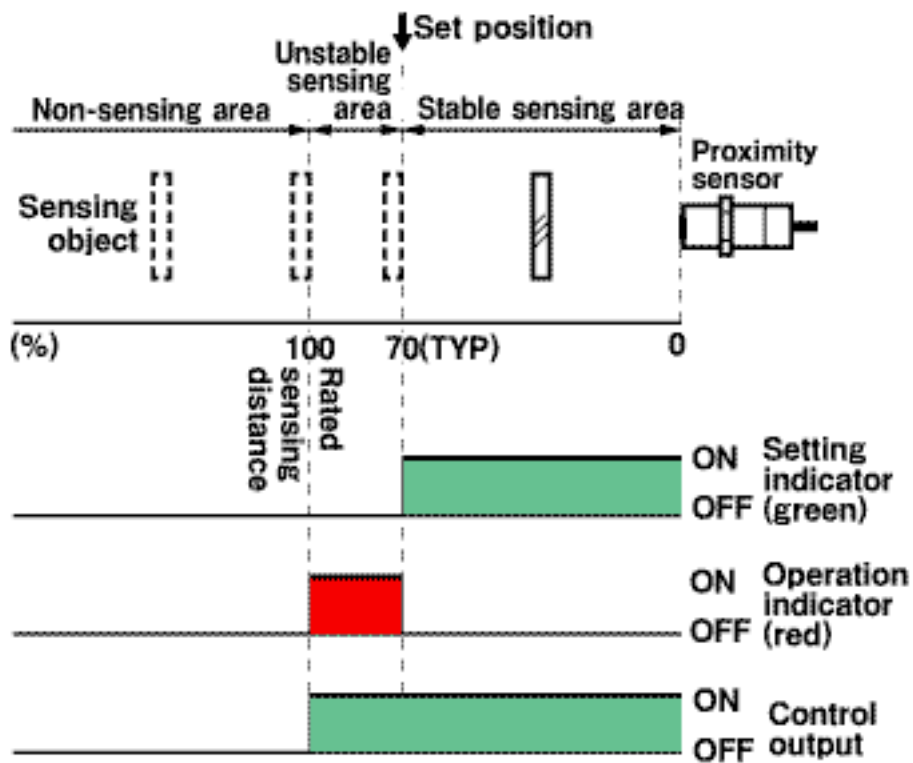 Set position
Unstable
sensing
area
Non-sensing area
Stable sensing area
Proximity
sensor
Sensing
object
(%)
100
70(TYP)
0
Rated
sensing
distance
ON
OFF
Setting
indicator
(green)
ON
OFF
Operation
indicator
(red)
ON
OFF
Control
output